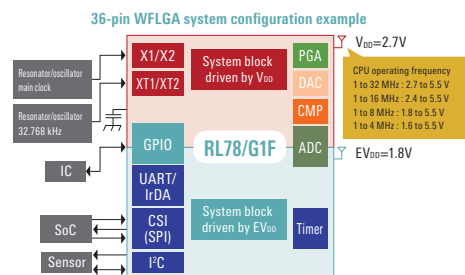 36-pin WFLGA system configuration example
X1/X2
XT1/XT2
System block
driven by VDD
PGA
DAC
CMP
ADC
VDD=2.7V
CPU operating frequency
1 to 32 MHz : 2.7 to 5.5 V
1 to 16 MHz : 2.4 to 5.5 V
1 to 8 MHz : 1.8 to 5.5 V
1 to 4 MHz : 1.6 to 5.5 V
EVDD=1.8V
Resonator/oscillator
main clock
Resonator/oscillator
32.768 kHz
GPIO
RL78/G1F
IC
UART/
IrDA
SoC
CSI
(SPI)
System block
driven by EVDD
Timer
Sensor
I²C